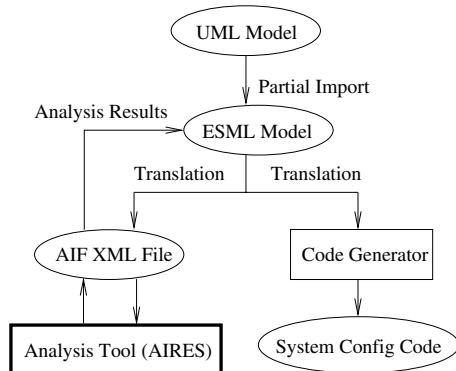 UML Model
Partial Import
Analysis Results
ESML Model
Translation
Translation
AIF XML File
Code Generator
Analysis Tool (AIRES)
System Config Code